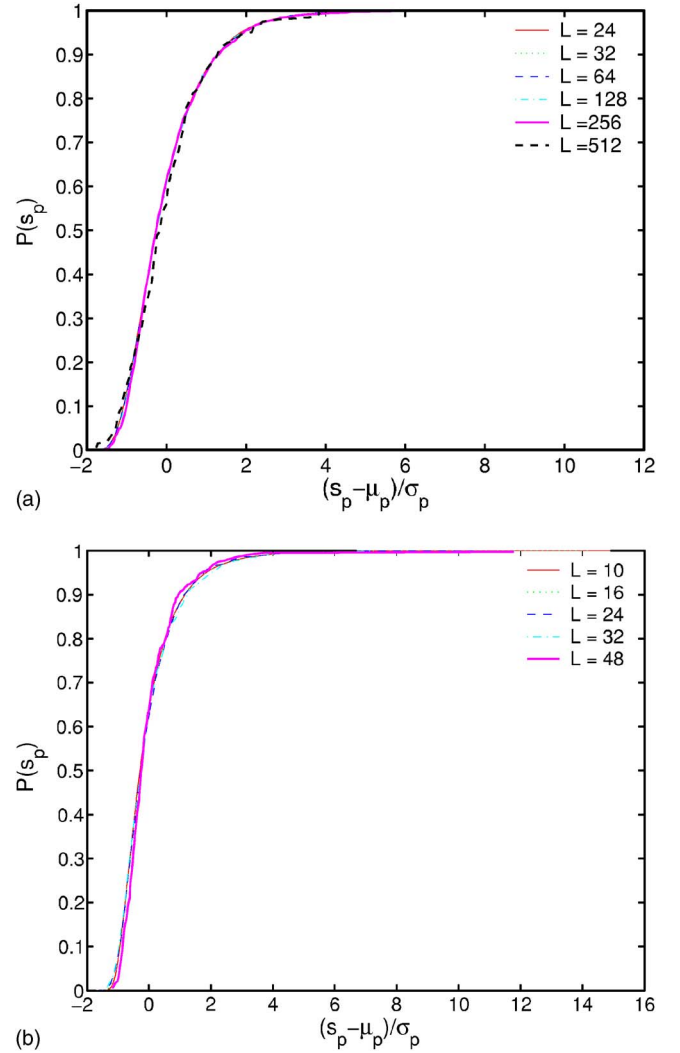 1
0.9
0.8
0.7
0.6
0.5
0.4
0.3
0.2
0.1
0
P(s_p)
L = 24
L = 32
L = 64
L = 128
L =256
L =512
−2 0 2 4 6 8 10 12
(s_p−μ_p)/σ_p
(a)
1
0.9
0.8
0.7
0.6
0.5
0.4
0.3
0.2
0.1
0
P(s_p)
L = 10
L = 16
L = 24
L = 32
L = 48
−2 0 2 4 6 8 10 12 14 16
(s_p−μ_p)/σ_p
(b)